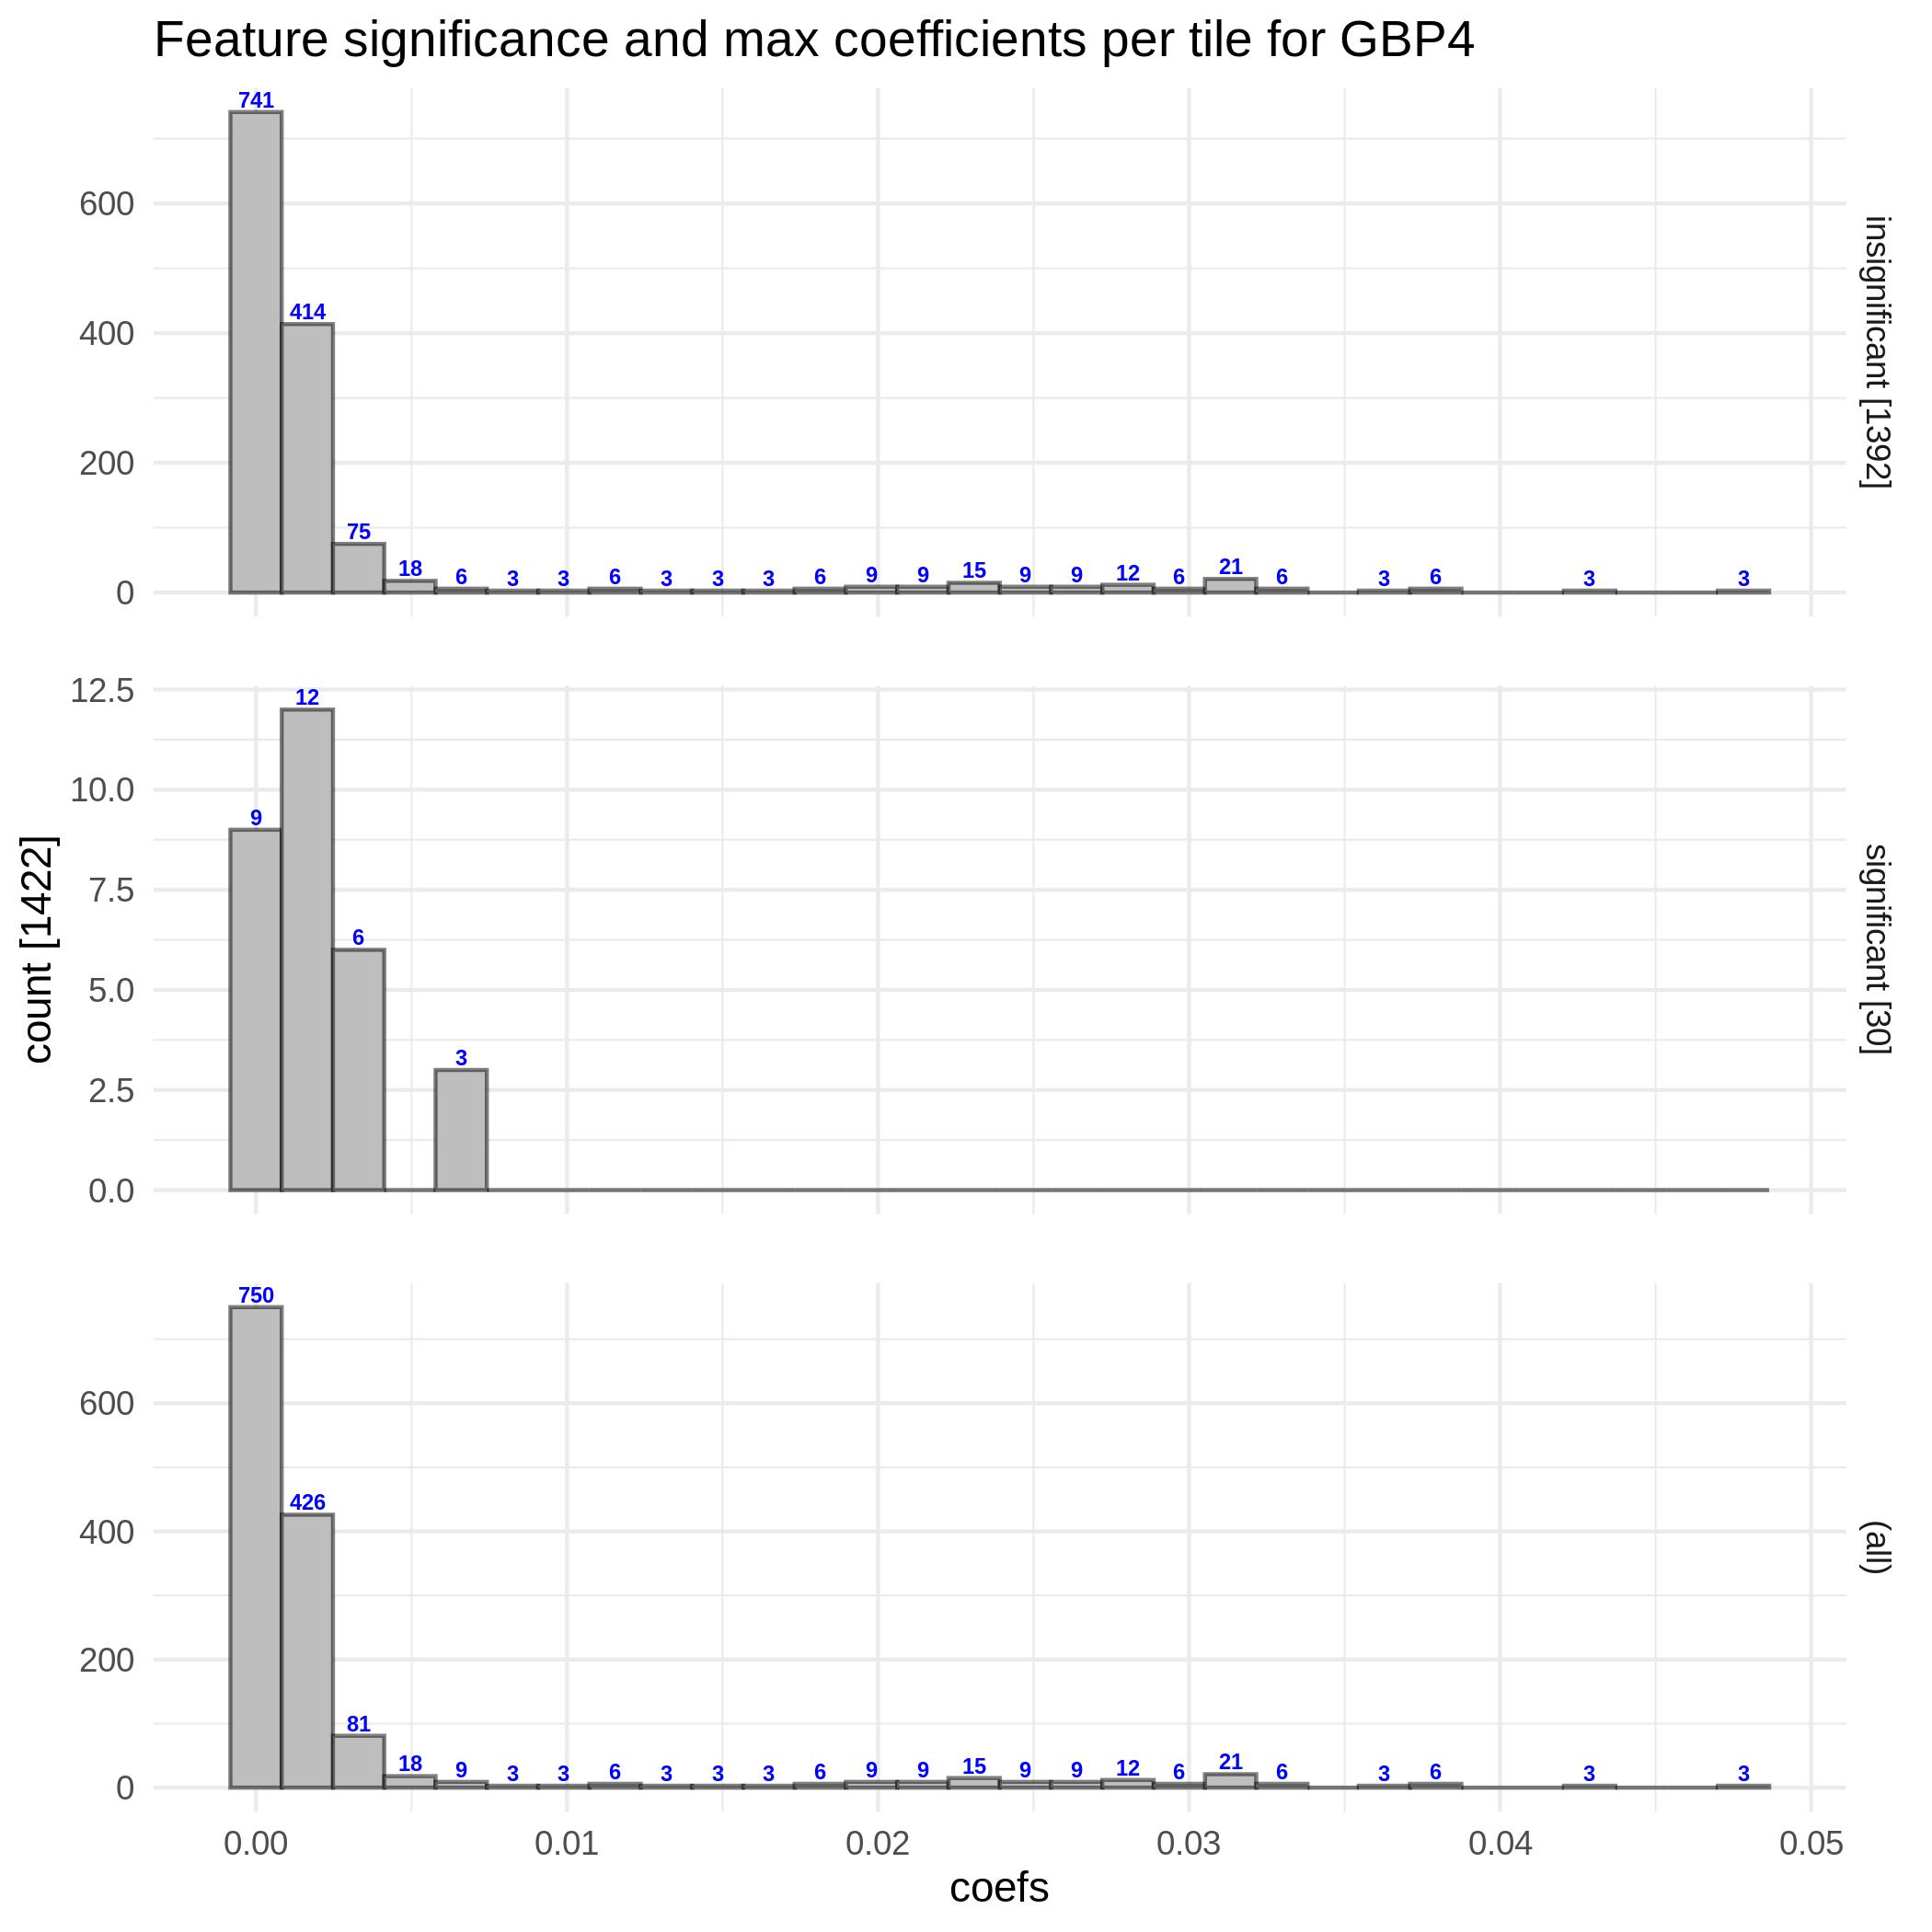 Feature significance and max coefficients per tile for GBP4
741
414
75
18 6 3 3 6 3 3 3 6 9 9 15 9 9 12 6 21 6 3 6 3 3
600
400
200
0
insignificant [1392]
12
9
6
3
12.5
10.0
7.5
5.0
2.5
0.0
significant [30]
count [1422]
750
426
81
18 9 3 3 6 3 3 3 6 9 9 15 9 9 12 6 21 6 3 6 3 3
600
400
200
0
(all)
0.00 0.01 0.02 0.03 0.04 0.05
coefs